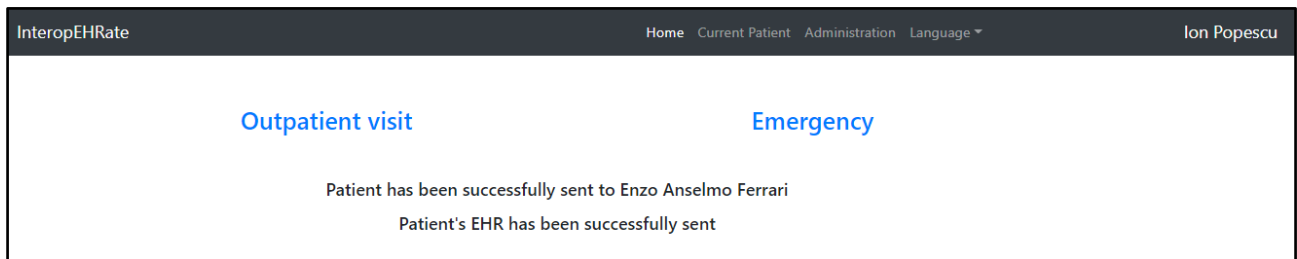 InteropEHRate Home Current Patient Administration Language Ion Popescu
Outpatient visit Emergency
Patient has been successfully sent to Enzo Anselmo Ferrari
Patient's EHR has been successfully sent